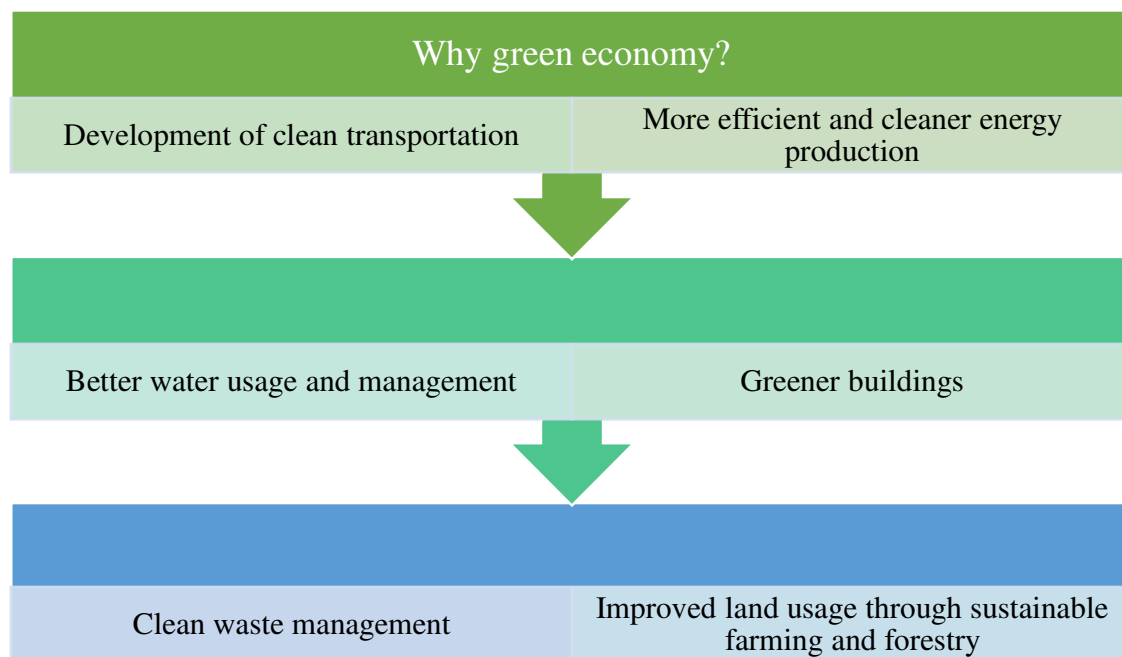 Why green economy?
Development of clean transportation
More efficient and cleaner energy
production
Better water usage and management
Greener buildings
Clean waste management
Improved land usage through sustainable
farming and forestry